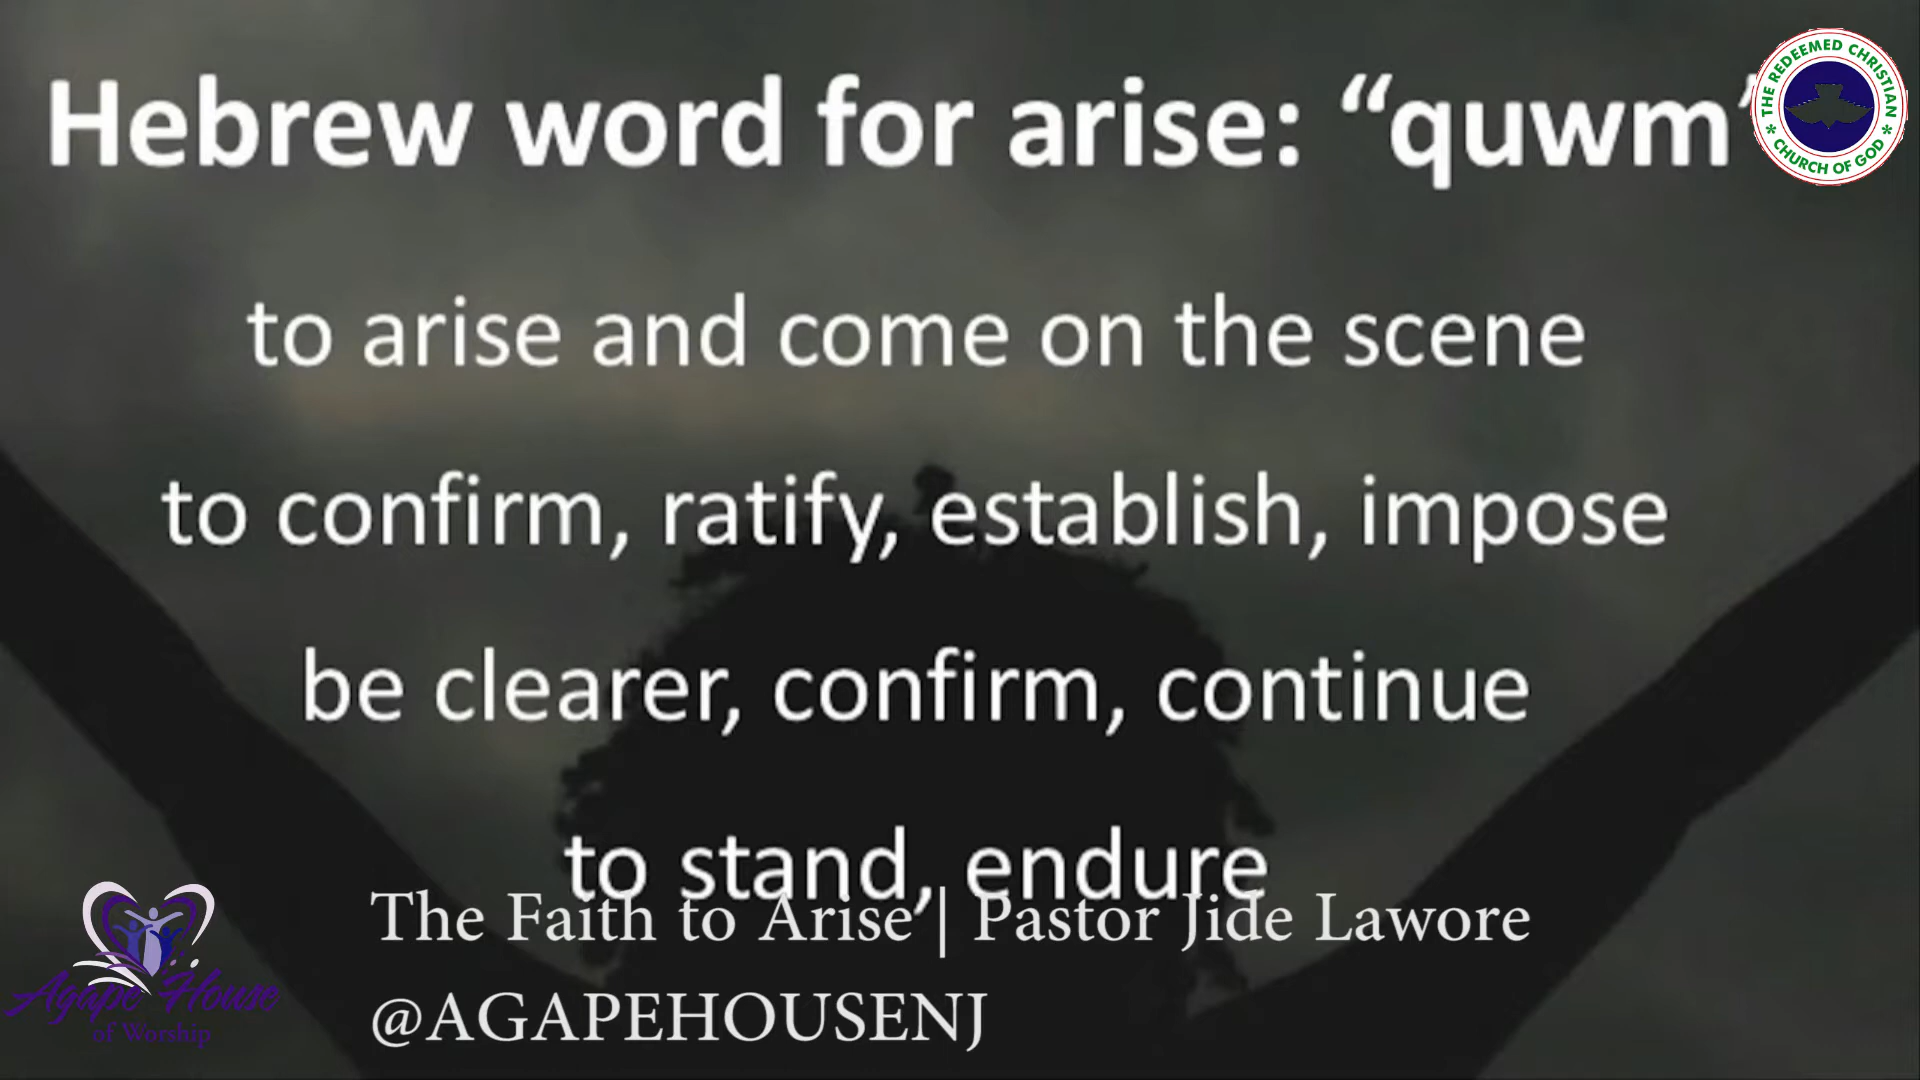 Hebrew word for arise: “quwm”
THE REDEEMED CHRISTIAN
CHURCH OF GOD
to arise and come on the scene
to confirm, ratify, establish, impose
be clearer, confirm, continue
to stand, endure
The Faith to Arise | Pastor Jide Lawore
@AGAPEHOUSENJ
Agape House
of Worship